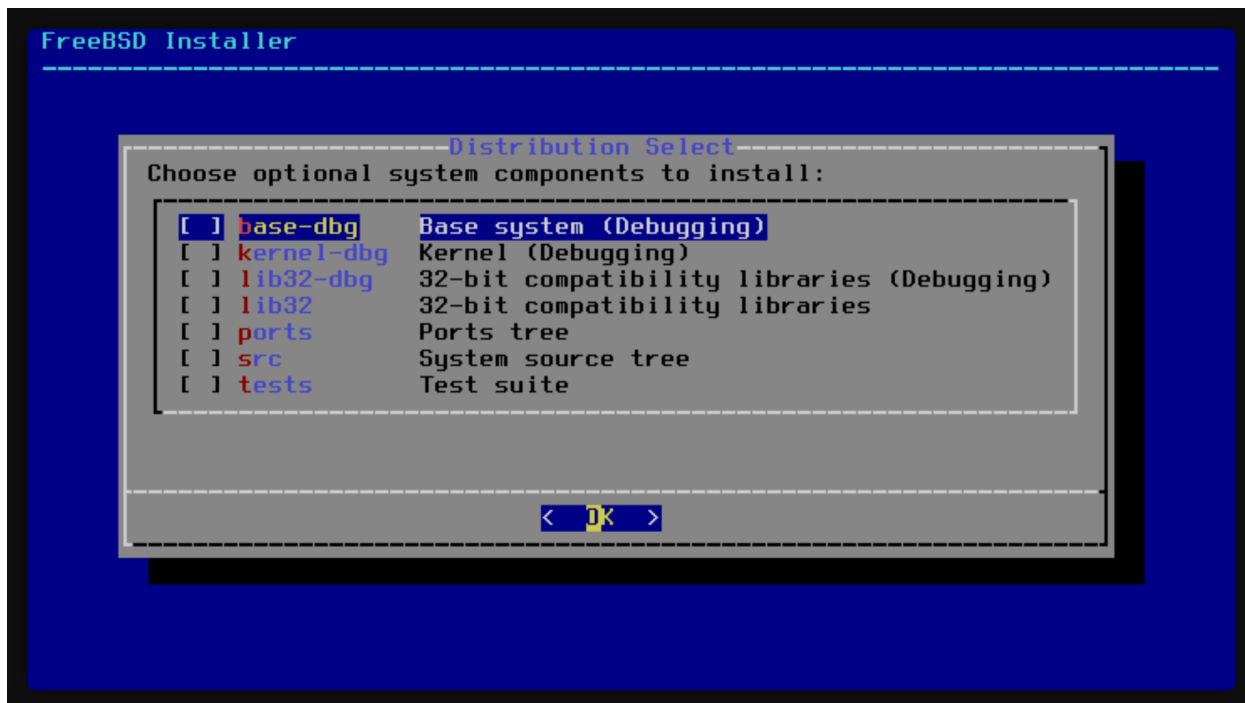 FreeBSD Installer
Distribution Select
Choose optional system components to install:
[ ] base-dbg Base system (Debugging)
[ ] kernel-dbg Kernel (Debugging)
[ ] lib32-dbg 32-bit compatibility libraries (Debugging)
[ ] lib32 32-bit compatibility libraries
[ ] ports Ports tree
[ ] src System source tree
[ ] tests Test suite
< OK >